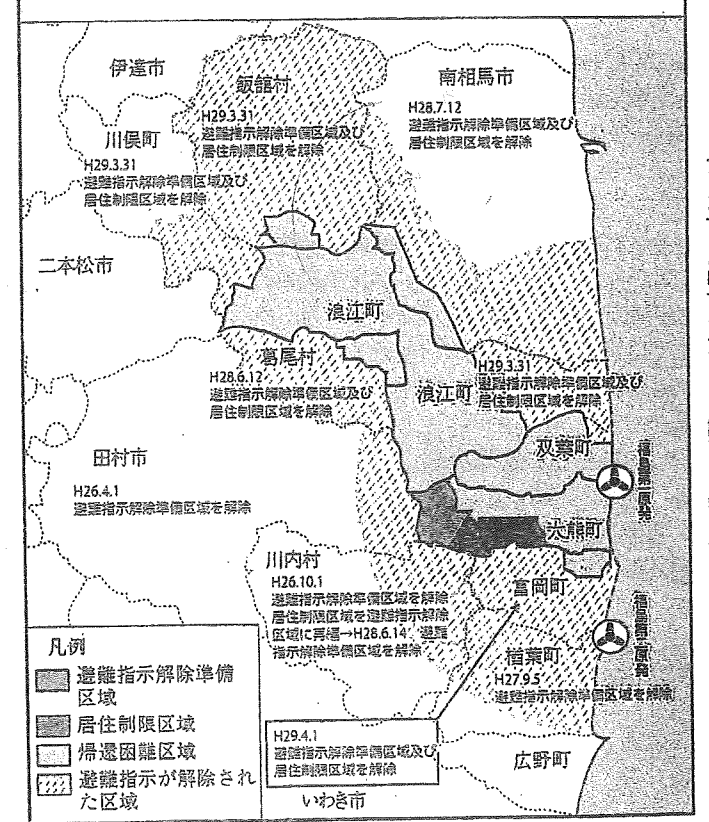 伊達市
飯舘村
南相馬市
H28.7.12
避難指示解除準備区域及び
居住制限区域を解除
川俣町
H29.3.31
避難指示解除準備区域及び
居住制限区域を解除
H29.3.31
避難指示解除準備区域及び
居住制限区域を解除
二本松市
浪江町
葛尾村
H28.6.12
避難指示解除準備区域及び
居住制限区域を解除
浪江町
H29.3.31
避難指示解除準備区域及び
居住制限区域を解除
双葉町
福島第一原発
田村市
H26.4.1
避難指示解除準備区域を解除
大熊町
川内村
H26.10.1
避難指示解除準備区域を解除
居住制限区域を避難指示解除
区域に再編→H28.6.14 避難
指示解除準備区域を解除
富岡町
福島第二原発
楢葉町
H27.9.5
避難指示解除準備区域を解除
H29.4.1
避難指示解除準備区域及び
居住制限区域を解除
広野町
いわき市
凡例
避難指示解除準備
区域
居住制限区域
帰還困難区域
避難指示が解除され
た区域